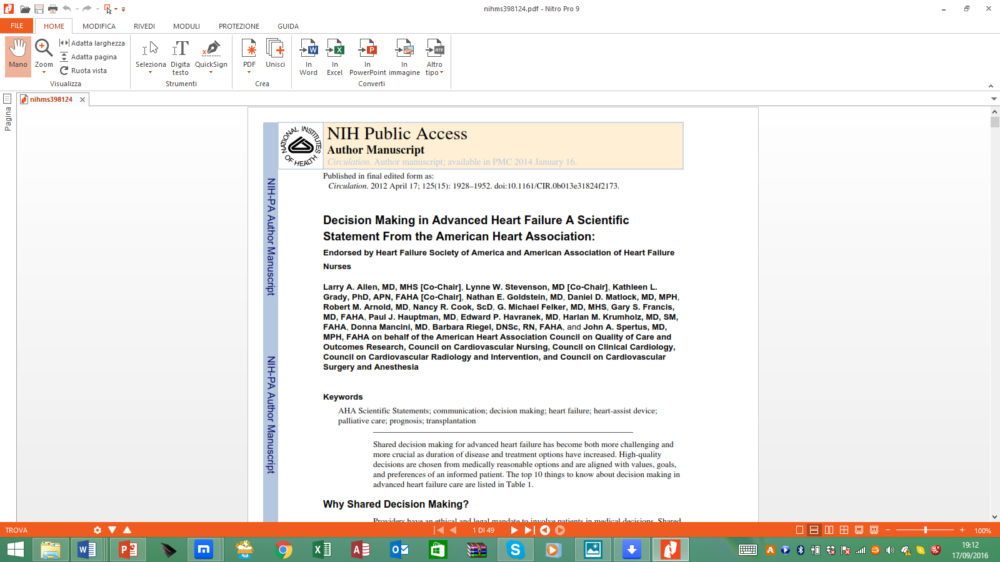 nihms398124.pdf - Nitro Pro 9
FILE
HOME
MODIFICA
RIVEDI
MODULI
PROTEZIONE
GUIDA
Mano
Zoom
Adatta larghezza
Adatta pagina
Ruota vista
Visualizza
Seleziona
Digita testo
QuickSign
Strumenti
PDF
Unisci
Crea
In Word
In Excel
In PowerPoint
In immagine
Altro tipo
Converti
nihms398124
Pagina
NATIONAL INSTITUTES OF HEALTH
NIH Public Access
Author Manuscript
Circulation. Author manuscript; available in PMC 2014 January 16.
Published in final edited form as:
Circulation. 2012 April 17; 125(15): 1928–1952. doi:10.1161/CIR.0b013e31824f2173.
NIH-PA Author Manuscript
NIH-PA Author Manuscript
Decision Making in Advanced Heart Failure A Scientific
Statement From the American Heart Association:
Endorsed by Heart Failure Society of America and American Association of Heart Failure
Nurses
Larry A. Allen, MD, MHS [Co-Chair], Lynne W. Stevenson, MD [Co-Chair], Kathleen L.
Grady, PhD, APN, FAHA [Co-Chair], Nathan E. Goldstein, MD, Daniel D. Matlock, MD, MPH,
Robert M. Arnold, MD, Nancy R. Cook, ScD, G. Michael Felker, MD, MHS, Gary S. Francis,
MD, FAHA, Paul J. Hauptman, MD, Edward P. Havranek, MD, Harlan M. Krumholz, MD, SM,
FAHA, Donna Mancini, MD, Barbara Riegel, DNSc, RN, FAHA, and John A. Spertus, MD,
MPH, FAHA on behalf of the American Heart Association Council on Quality of Care and
Outcomes Research, Council on Cardiovascular Nursing, Council on Clinical Cardiology,
Council on Cardiovascular Radiology and Intervention, and Council on Cardiovascular
Surgery and Anesthesia
Keywords
AHA Scientific Statements; communication; decision making; heart failure; heart-assist device;
palliative care; prognosis; transplantation
Shared decision making for advanced heart failure has become both more challenging and
more crucial as duration of disease and treatment options have increased. High-quality
decisions are chosen from medically reasonable options and are aligned with values, goals,
and preferences of an informed patient. The top 10 things to know about decision making in
advanced heart failure care are listed in Table 1.
Why Shared Decision Making?
Providers have an ethical and legal mandate to involve patients in medical decisions. Shared
TROVA
1 DI 49
100%
19:12
17/09/2016